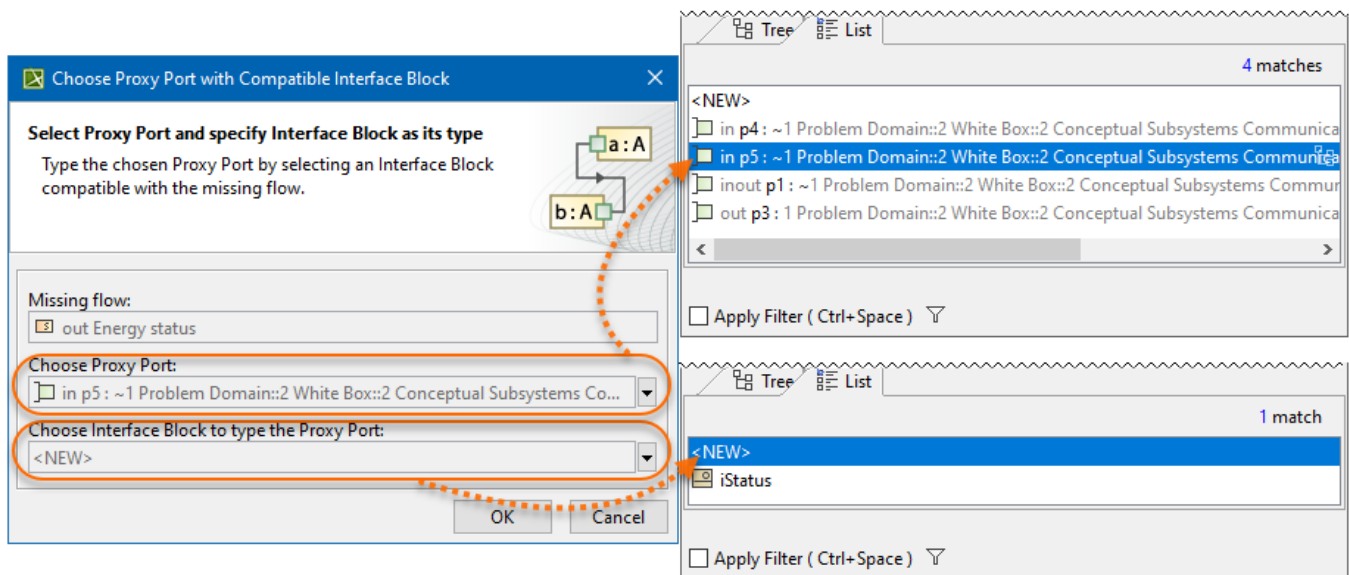 Choose Proxy Port with Compatible Interface Block
Select Proxy Port and specify Interface Block as its type
Type the chosen Proxy Port by selecting an Interface Block
compatible with the missing flow.
a : A
b : A
Missing flow:
out Energy status
Choose Proxy Port:
in p5 : ~1 Problem Domain::2 White Box::2 Conceptual Subsystems Co...
Choose Interface Block to type the Proxy Port:
<NEW>
OK Cancel
Tree List
4 matches
<NEW>
in p4 : ~1 Problem Domain::2 White Box::2 Conceptual Subsystems Communica
in p5 : ~1 Problem Domain::2 White Box::2 Conceptual Subsystems Communica
inout p1 : ~1 Problem Domain::2 White Box::2 Conceptual Subsystems Commur
out p3 : 1 Problem Domain::2 White Box::2 Conceptual Subsystems Communica
Apply Filter ( Ctrl+Space )
Tree List
1 match
<NEW>
iStatus
Apply Filter ( Ctrl+Space )